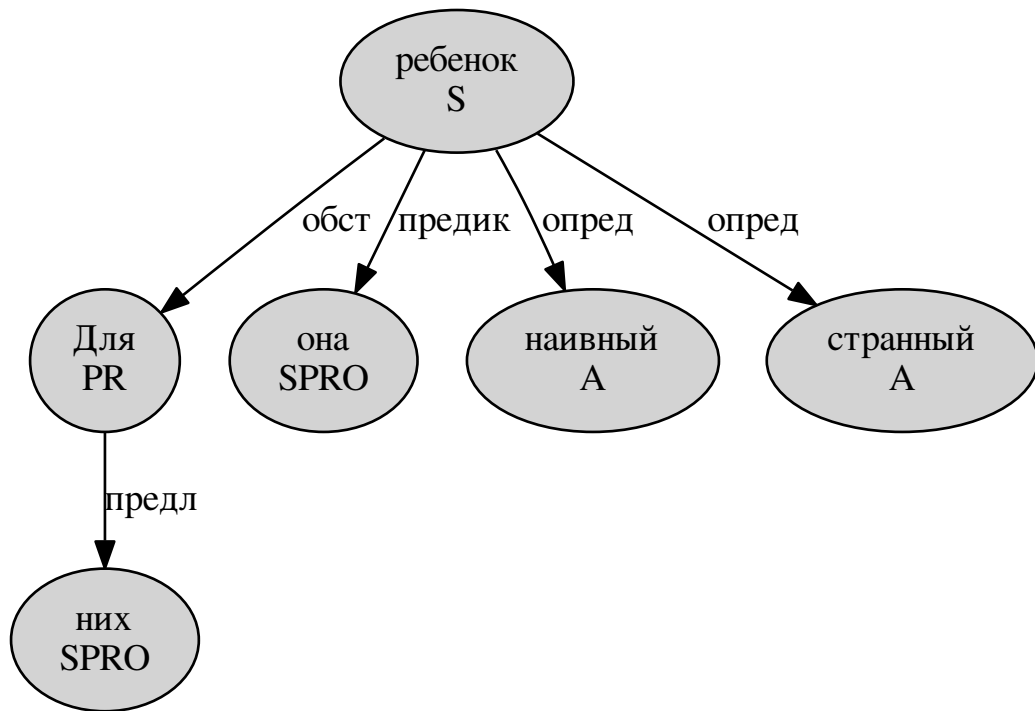 ребенок
S
обст
предик
опред
опред
Для
PR
она
SPRO
наивный
A
странный
A
предл
них
SPRO